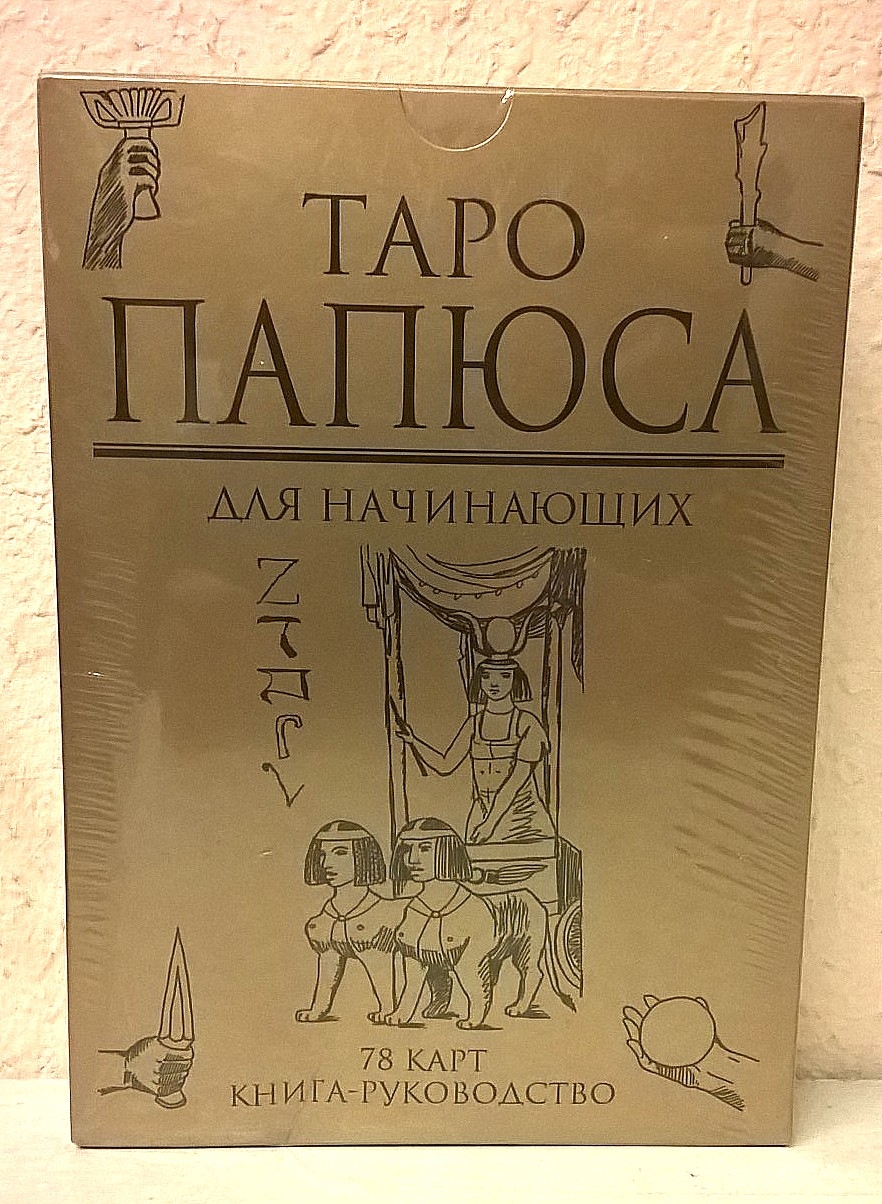 ТАРО
ПАПЮСА
ДЛЯ НАЧИНАЮЩИХ
78 КАРТ
КНИГА-РУКОВОДСТВО